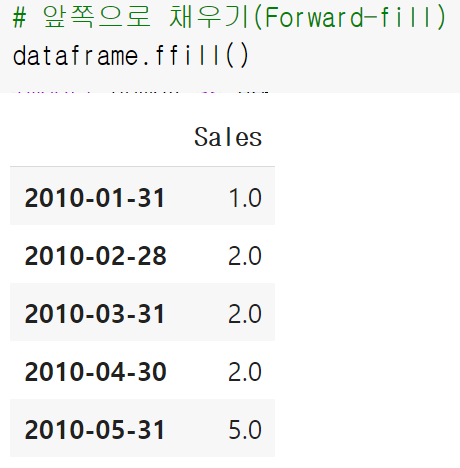 # 앞쪽으로 채우기(Forward-fill)
dataframe.ffill()
Sales
2010-01-31 1.0
2010-02-28 2.0
2010-03-31 2.0
2010-04-30 2.0
2010-05-31 5.0